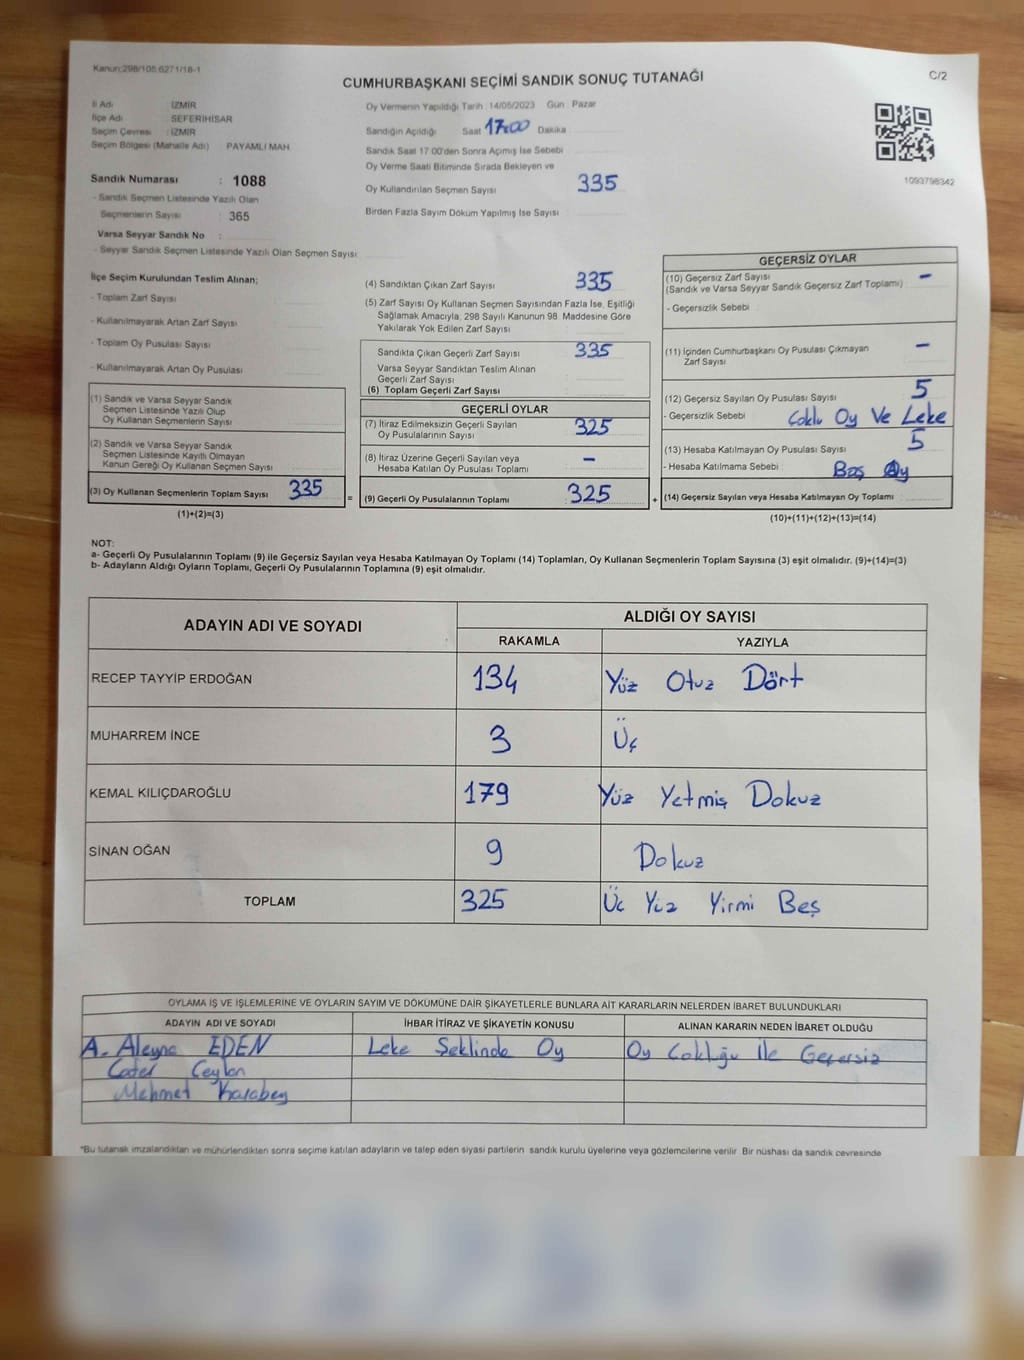 Kanun:298/105.6271/18-1
CUMHURBAŞKANI SEÇİMİ SANDIK SONUÇ TUTANAĞI
C/2
İl Adı : İZMİR
İlçe Adı : SEFERİHİSAR
Seçim Çevresi : İZMİR
Seçim Bölgesi (Mahalle Adı) PAYAMLI MAH
Sandık Numarası : 1088
- Sandık Seçmen Listesinde Yazılı Olan
Seçmenlerin Sayısı : 365
Varsa Seyyar Sandık No :
- Seyyar Sandık Seçmen Listesinde Yazılı Olan Seçmen Sayısı:
Oy Vermenin Yapıldığı Tarih : 14/05/2023 Gün : Pazar
Sandığın Açıldığı Saat 17:00 Dakika
Sandık Saat 17:00'den Sonra Açılmış İse Sebebi
Oy Verme Saati Bitiminde Sırada Bekleyen ve
Oy Kullandırılan Seçmen Sayısı : 335
Birden Fazla Sayım Döküm Yapılmış İse Sayısı :
1093798342
İlçe Seçim Kurulundan Teslim Alınan;
- Toplam Zarf Sayısı :
- Kullanılmayarak Artan Zarf Sayısı :
- Toplam Oy Pusulası Sayısı :
- Kullanılmayarak Artan Oy Pusulası :
(1) Sandık ve Varsa Seyyar Sandık
Seçmen Listesinde Yazılı Olup
Oy Kullanan Seçmenlerin Sayısı :
(2) Sandık ve Varsa Seyyar Sandık
Seçmen Listesinde Kayıtlı Olmayan
Kanun Gereği Oy Kullanan Seçmen Sayısı :
(3) Oy Kullanan Seçmenlerin Toplam Sayısı : 335
(1)+(2)=(3)
(4) Sandıktan Çıkan Zarf Sayısı : 335
(5) Zarf Sayısı Oy Kullanan Seçmen Sayısından Fazla İse, Eşitliği
Sağlamak Amacıyla, 298 Sayılı Kanunun 98. Maddesine Göre
Yakılarak Yok Edilen Zarf Sayısı :
Sandıkta Çıkan Geçerli Zarf Sayısı : 335
Varsa Seyyar Sandıktan Teslim Alınan
Geçerli Zarf Sayısı :
(6) Toplam Geçerli Zarf Sayısı :
GEÇERLİ OYLAR
(7) İtiraz Edilmeksizin Geçerli Sayılan
Oy Pusulalarının Sayısı : 325
(8) İtiraz Üzerine Geçerli Sayılan veya
Hesaba Katılan Oy Pusulası Toplamı : -
= (9) Geçerli Oy Pusulalarının Toplamı : 325 +
GEÇERSİZ OYLAR
(10) Geçersiz Zarf Sayısı : -
(Sandık ve Varsa Seyyar Sandık Geçersiz Zarf Toplamı)
- Geçersizlik Sebebi :
(11) İçinden Cumhurbaşkanı Oy Pusulası Çıkmayan
Zarf Sayısı : -
(12) Geçersiz Sayılan Oy Pusulası Sayısı : 5
- Geçersizlik Sebebi : Çoklu Oy Ve Leke
(13) Hesaba Katılmayan Oy Pusulası Sayısı : 5
- Hesaba Katılmama Sebebi : Boş Oy
(14) Geçersiz Sayılan veya Hesaba Katılmayan Oy Toplamı :
(10)+(11)+(12)+(13)=(14)
NOT:
a- Geçerli Oy Pusulalarının Toplamı (9) ile Geçersiz Sayılan veya Hesaba Katılmayan Oy Toplamı (14) Toplamları, Oy Kullanan Seçmenlerin Toplam Sayısına (3) eşit olmalıdır. (9)+(14)=(3)
b- Adayların Aldığı Oyların Toplamı, Geçerli Oy Pusulalarının Toplamına (9) eşit olmalıdır.
ADAYIN ADI VE SOYADI ALDIĞI OY SAYISI
RAKAMLA YAZIYLA
RECEP TAYYİP ERDOĞAN 134 Yüz Otuz Dört
MUHARREM İNCE 3 Üç
KEMAL KILIÇDAROĞLU 179 Yüz Yetmiş Dokuz
SİNAN OĞAN 9 Dokuz
TOPLAM 325 Üç Yüz Yirmi Beş
OYLAMA İŞ VE İŞLEMLERİNE VE OYLARIN SAYIM VE DÖKÜMÜNE DAİR ŞİKAYETLERLE BUNLARA AİT KARARLARIN NELERDEN İBARET BULUNDUKLARI
ADAYIN ADI VE SOYADI İHBAR İTİRAZ VE ŞİKAYETİN KONUSU ALINAN KARARIN NEDEN İBARET OLDUĞU
A. Aleyna EDEN Leke Şeklinde Oy Oy Çokluğu İle Geçersiz
Ceylan
Mehmet Karabey
*Bu tutanak imzalandıktan ve mühürlendikten sonra seçime katılan adayların ve talep eden siyasi partilerin sandık kurulu üyelerine veya gözlemcilerine verilir. Bir nüshası da sandık çevresinde